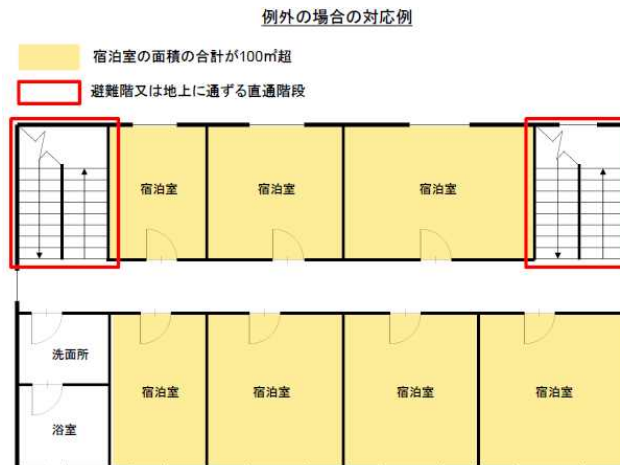 例外の場合の対応例
宿泊室の面積の合計が100㎡超
避難階又は地上に通ずる直通階段
宿泊室
宿泊室
宿泊室
洗面所
宿泊室
宿泊室
宿泊室
宿泊室
浴室